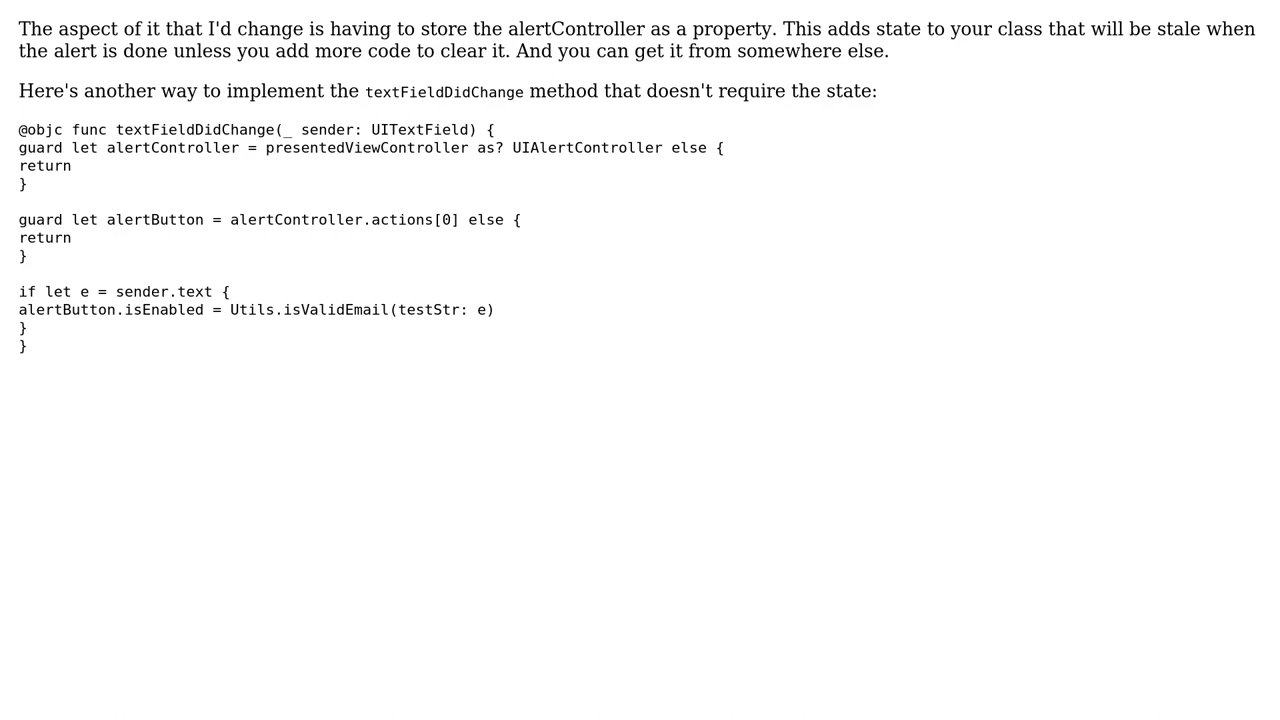 The aspect of it that I'd change is having to store the alertController as a property. This adds state to your class that will be stale when
the alert is done unless you add more code to clear it. And you can get it from somewhere else.
Here's another way to implement the textFieldDidChange method that doesn't require the state:
@objc func textFieldDidChange(_ sender: UITextField) {
guard let alertController = presentedViewController as? UIAlertController else {
return
}
guard let alertButton = alertController.actions[0] else {
return
}
if let e = sender.text {
alertButton.isEnabled = Utils.isValidEmail(testStr: e)
}
}